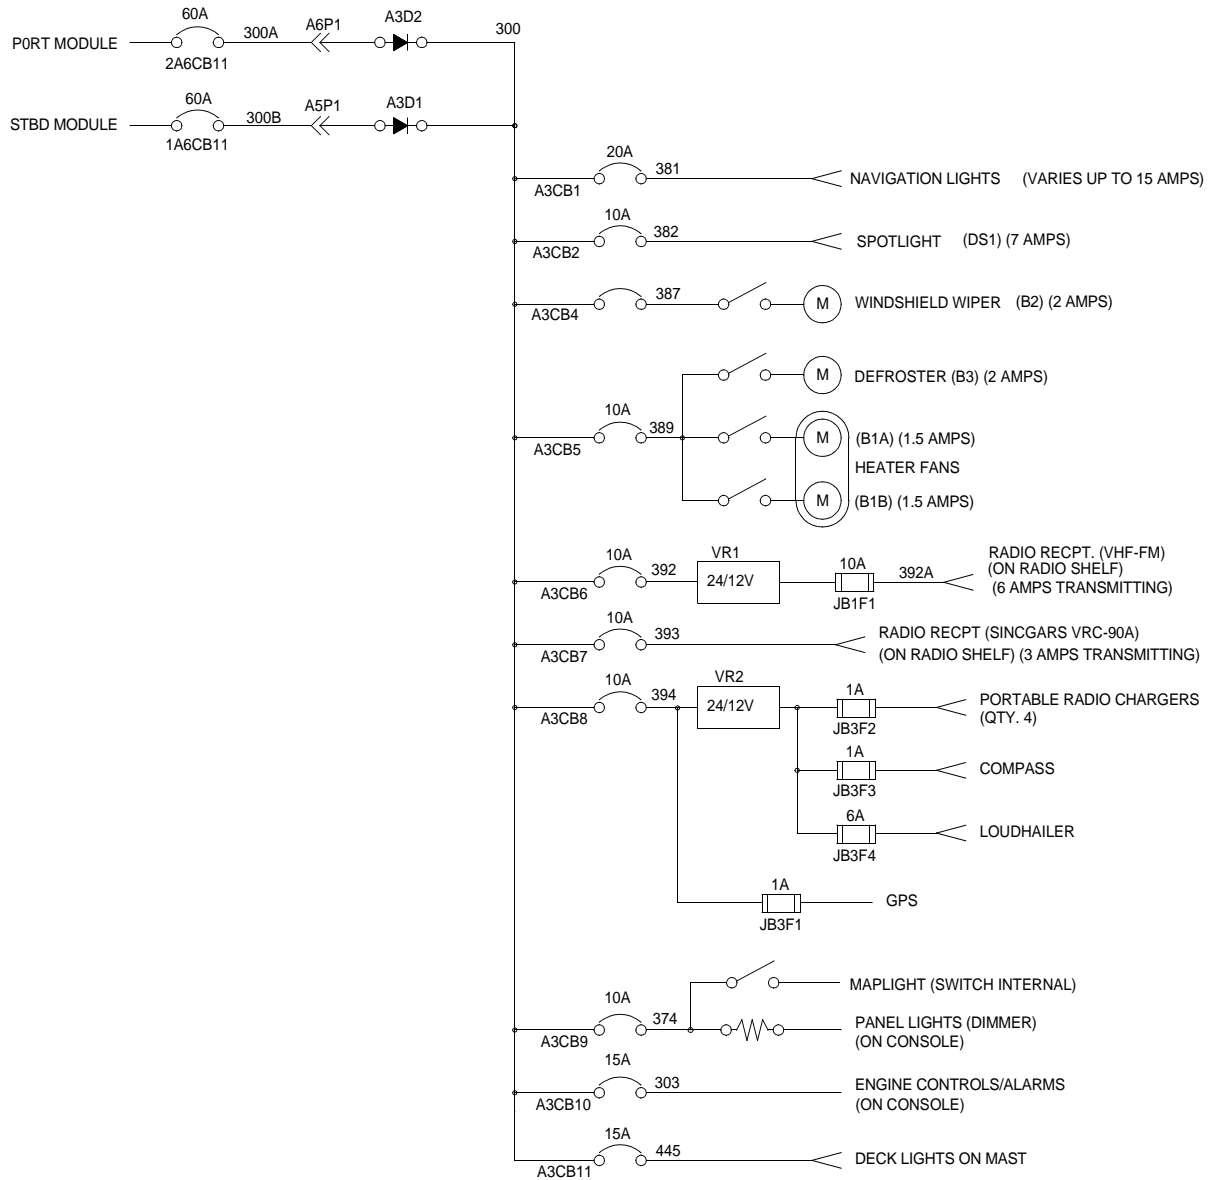 60A
300A
A6P1
A3D2
300
P0RT MODULE
2A6CB11
60A
300B
A5P1
A3D1
STBD MODULE
1A6CB11
20A
381
A3CB1
NAVIGATION LIGHTS (VARIES UP TO 15 AMPS)
10A
382
A3CB2
SPOTLIGHT (DS1) (7 AMPS)
387
A3CB4
M
WINDSHIELD WIPER (B2) (2 AMPS)
M
DEFROSTER (B3) (2 AMPS)
10A
389
A3CB5
M
(B1A) (1.5 AMPS)
HEATER FANS
M
(B1B) (1.5 AMPS)
10A
392
A3CB6
VR1
24/12V
10A
JB1F1
392A
RADIO RECPT. (VHF-FM)
(ON RADIO SHELF)
(6 AMPS TRANSMITTING)
10A
393
A3CB7
RADIO RECPT (SINCGARS VRC-90A)
(ON RADIO SHELF) (3 AMPS TRANSMITTING)
10A
394
A3CB8
VR2
24/12V
1A
JB3F2
PORTABLE RADIO CHARGERS
(QTY. 4)
1A
JB3F3
COMPASS
6A
JB3F4
LOUDHAILER
1A
JB3F1
GPS
MAPLIGHT (SWITCH INTERNAL)
10A
374
A3CB9
PANEL LIGHTS (DIMMER)
(ON CONSOLE)
15A
303
A3CB10
ENGINE CONTROLS/ALARMS
(ON CONSOLE)
15A
445
A3CB11
DECK LIGHTS ON MAST